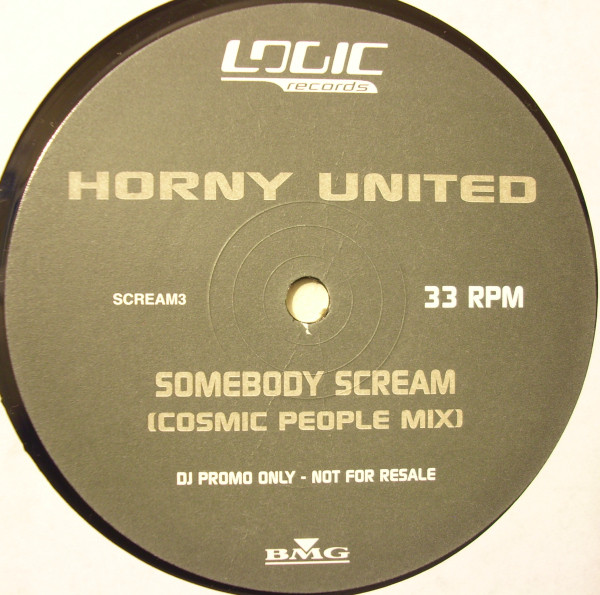 LOGIC
records
HORNY UNITED
SCREAM3 33 RPM
SOMEBODY SCREAM
(COSMIC PEOPLE MIX)
DJ PROMO ONLY - NOT FOR RESALE
BMG